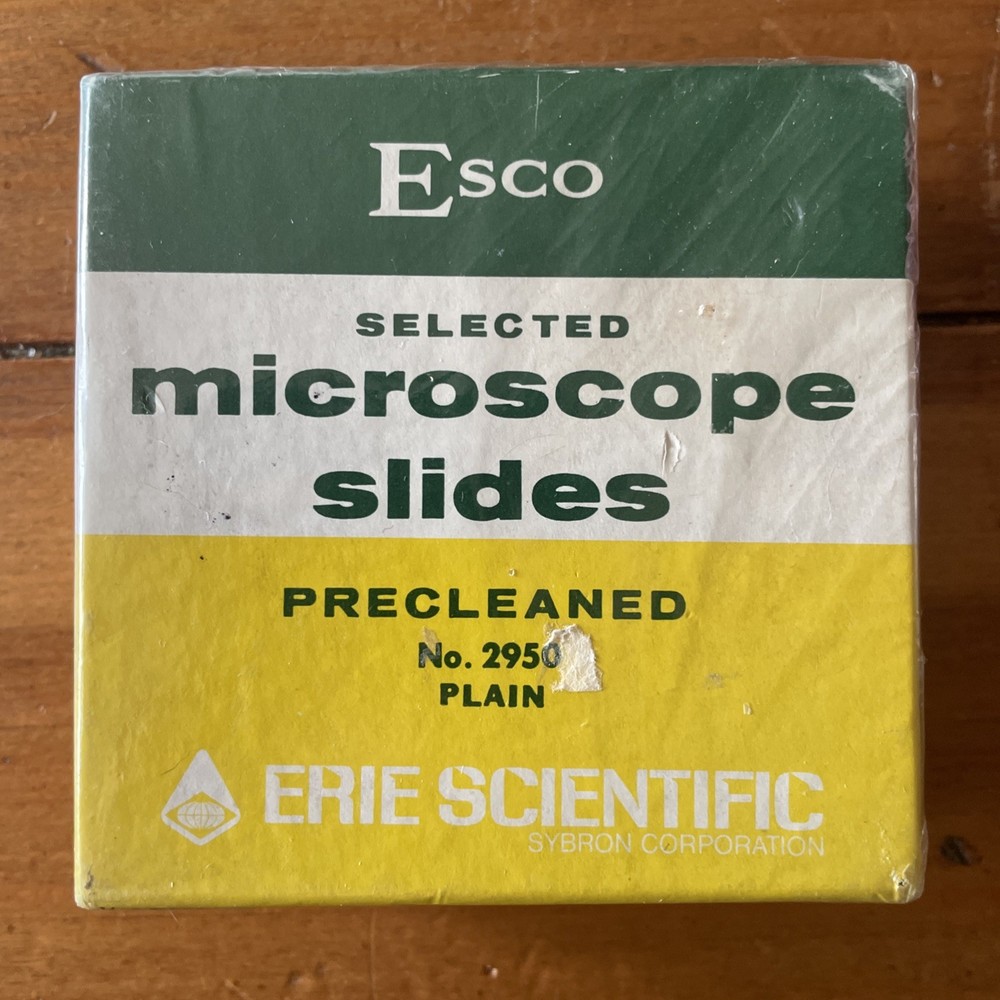 ESCO
SELECTED
microscope
slides
PRECLEANED
No. 2950
PLAIN
ERIE SCIENTIFIC
SYBRON CORPORATION